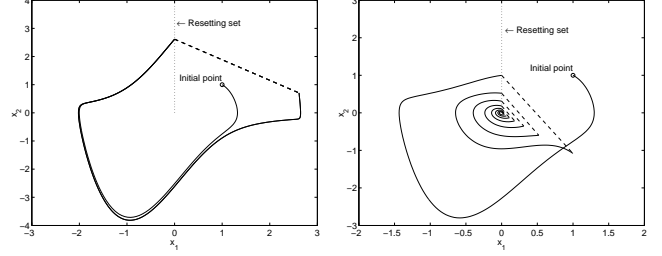 4
← Resetting set
3
2
Initial point
1
x2
0
−1
−2
−3
−4
−3 −2 −1 0 1 2 3
x1
3
← Resetting set
2
Initial point
1
x2
0
−1
−2
−3
−2 −1.5 −1 −0.5 0 0.5 1 1.5 2
x1